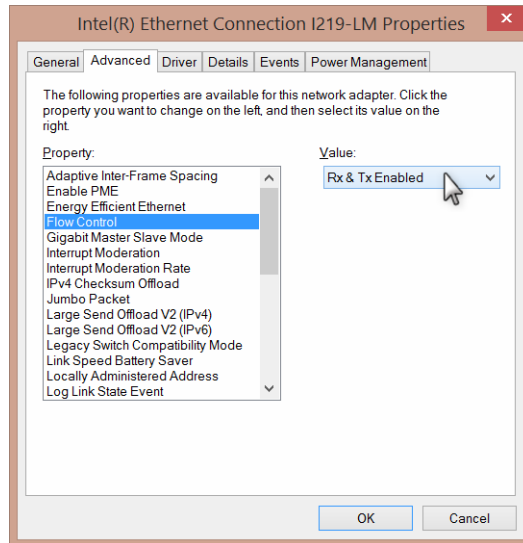 Intel(R) Ethernet Connection I219-LM Properties
General Advanced Driver Details Events Power Management
The following properties are available for this network adapter. Click the
property you want to change on the left, and then select its value on the
right.
Property:
Value:
Adaptive Inter-Frame Spacing
Rx & Tx Enabled
Enable PME
Energy Efficient Ethernet
Flow Control
Gigabit Master Slave Mode
Interrupt Moderation
Interrupt Moderation Rate
IPv4 Checksum Offload
Jumbo Packet
Large Send Offload V2 (IPv4)
Large Send Offload V2 (IPv6)
Legacy Switch Compatibility Mode
Link Speed Battery Saver
Locally Administered Address
Log Link State Event
OK
Cancel